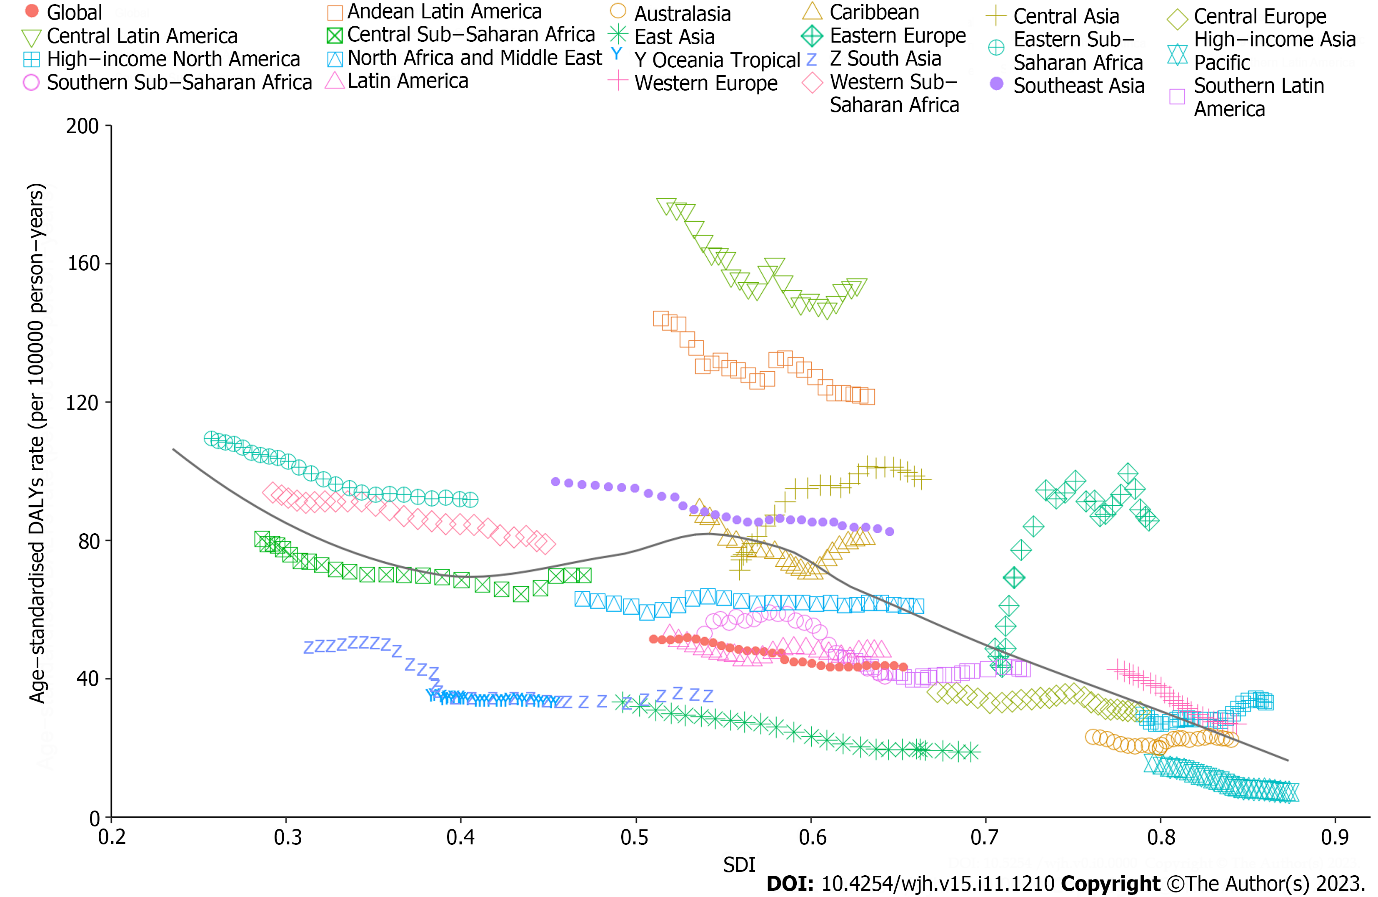 Global
Andean Latin America
Australasia
Caribbean
Central Asia
Central Europe
Central Latin America
Central Sub−Saharan Africa
East Asia
Eastern Europe
Eastern Sub−
Saharan Africa
High−income Asia
Pacific
High−income North America
North Africa and Middle East
Y Oceania Tropical
Z South Asia
Southeast Asia
Southern Latin
America
Southern Sub−Saharan Africa
Latin America
Western Europe
Western Sub−
Saharan Africa
Age−standardised DALYs rate (per 100000 person−years)
200
160
120
80
40
0
0.2 0.3 0.4 0.5 0.6 0.7 0.8 0.9
SDI
DOI: 10.4254/wjh.v15.i11.1210 Copyright ©The Author(s) 2023.